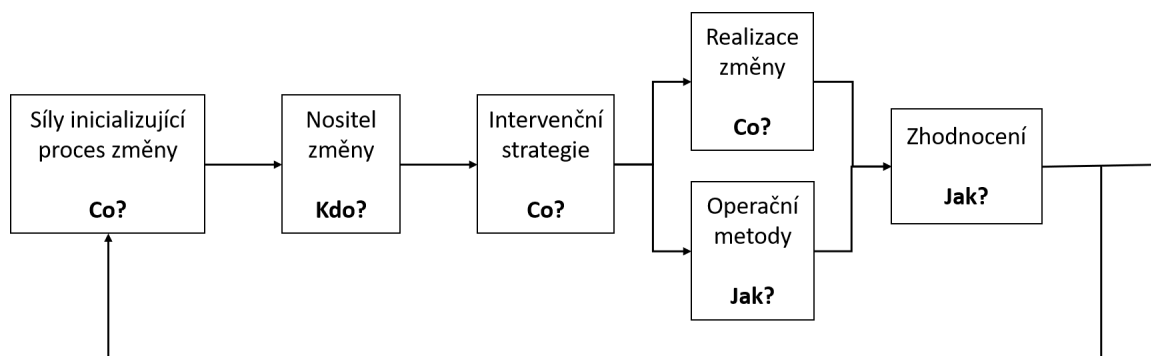 Síly inicializující
proces změny
Co?
Nositel
změny
Kdo?
Intervenční
strategie
Co?
Realizace
změny
Co?
Operační
metody
Jak?
Zhodnocení
Jak?